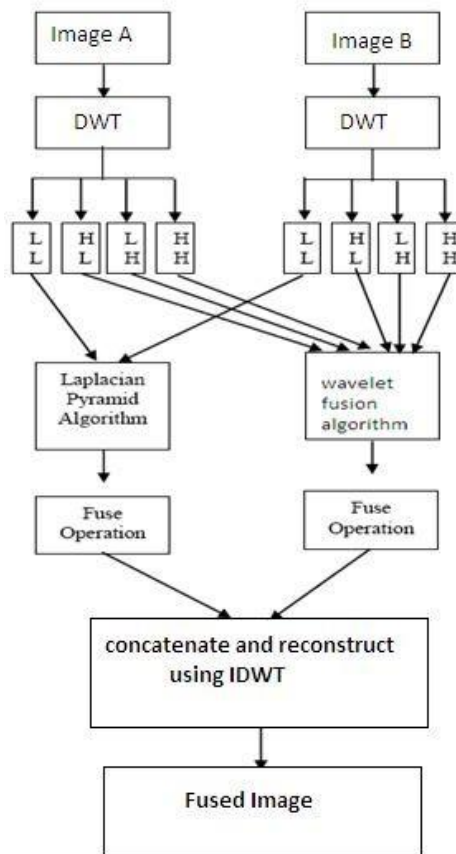 Image A
Image B
DWT
DWT
L
L
H
L
L
H
H
H
L
L
H
L
L
H
H
H
Laplacian
Pyramid
Algorithm
wavelet
fusion
algorithm
Fuse
Operation
Fuse
Operation
concatenate and reconstruct
using IDWT
Fused Image